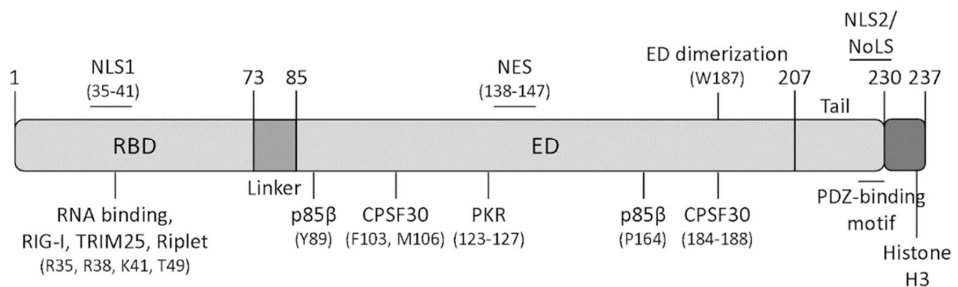 NLS2/
NoLS
ED dimerization
(W187)
NLS1
(35-41)
NES
(138-147)
1
73
85
207
230
237
Tail
RBD
ED
Linker
RNA binding,
RIG-I, TRIM25, Riplet
(R35, R38, K41, T49)
p85β
(Y89)
CPSF30
(F103, M106)
PKR
(123-127)
p85β
(P164)
CPSF30
(184-188)
PDZ-binding
motif
Histone
H3